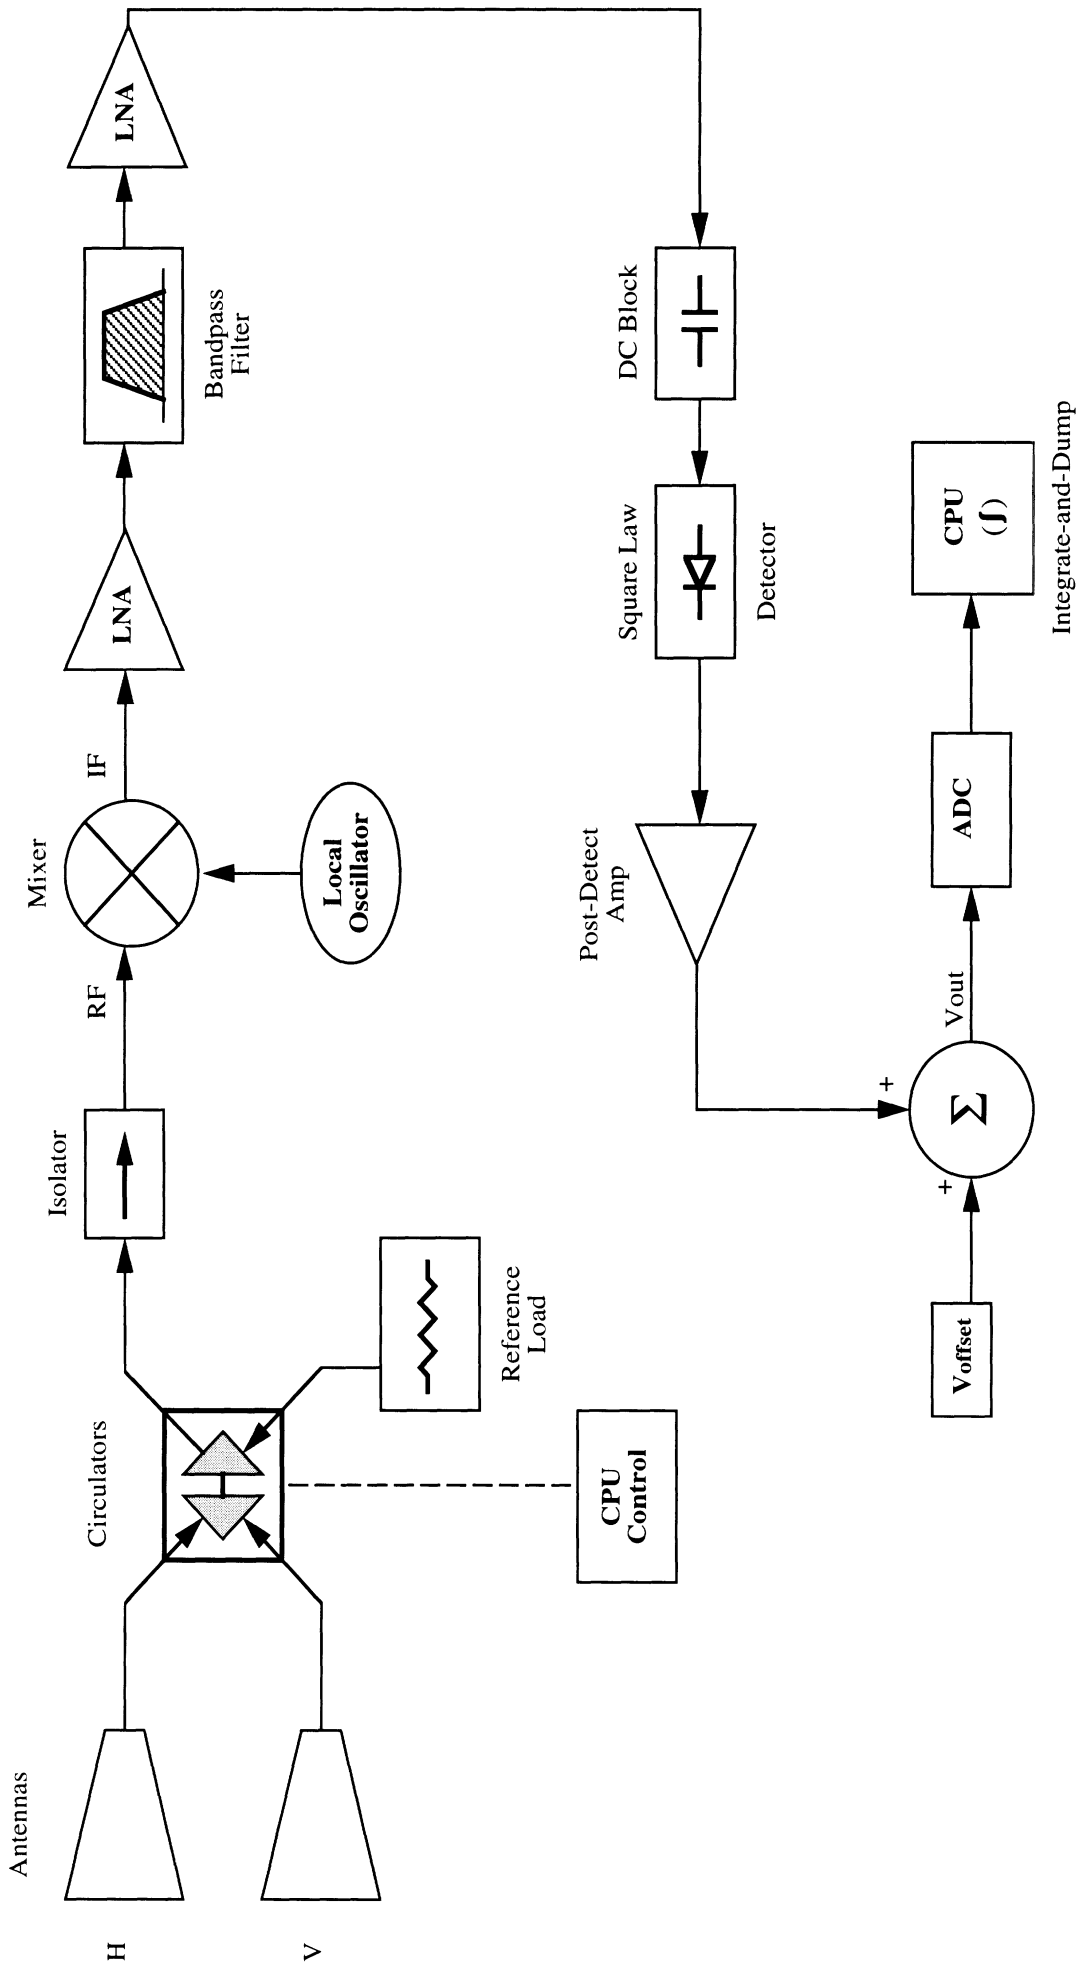 Antennas
H
V
Circulators
Reference
Load
CPU
Control
Isolator
RF
Mixer
Local
Oscillator
IF
LNA
Bandpass
Filter
LNA
DC Block
Square Law
Detector
Post-Detect
Amp
+
+
Σ
Voffset
Vout
ADC
CPU
(∫)
Integrate-and-Dump